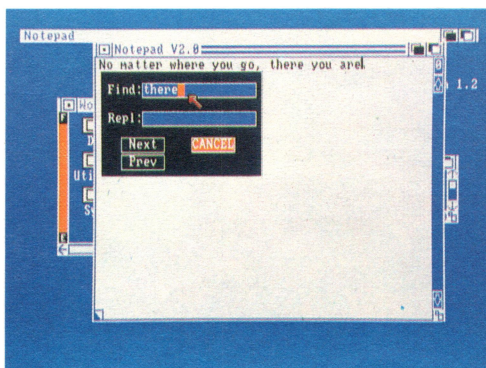 Notepad
Notepad V2.0
No matter where you go, there you are.
1.2
Find: there
Repl:
Next
CANCEL
Prev